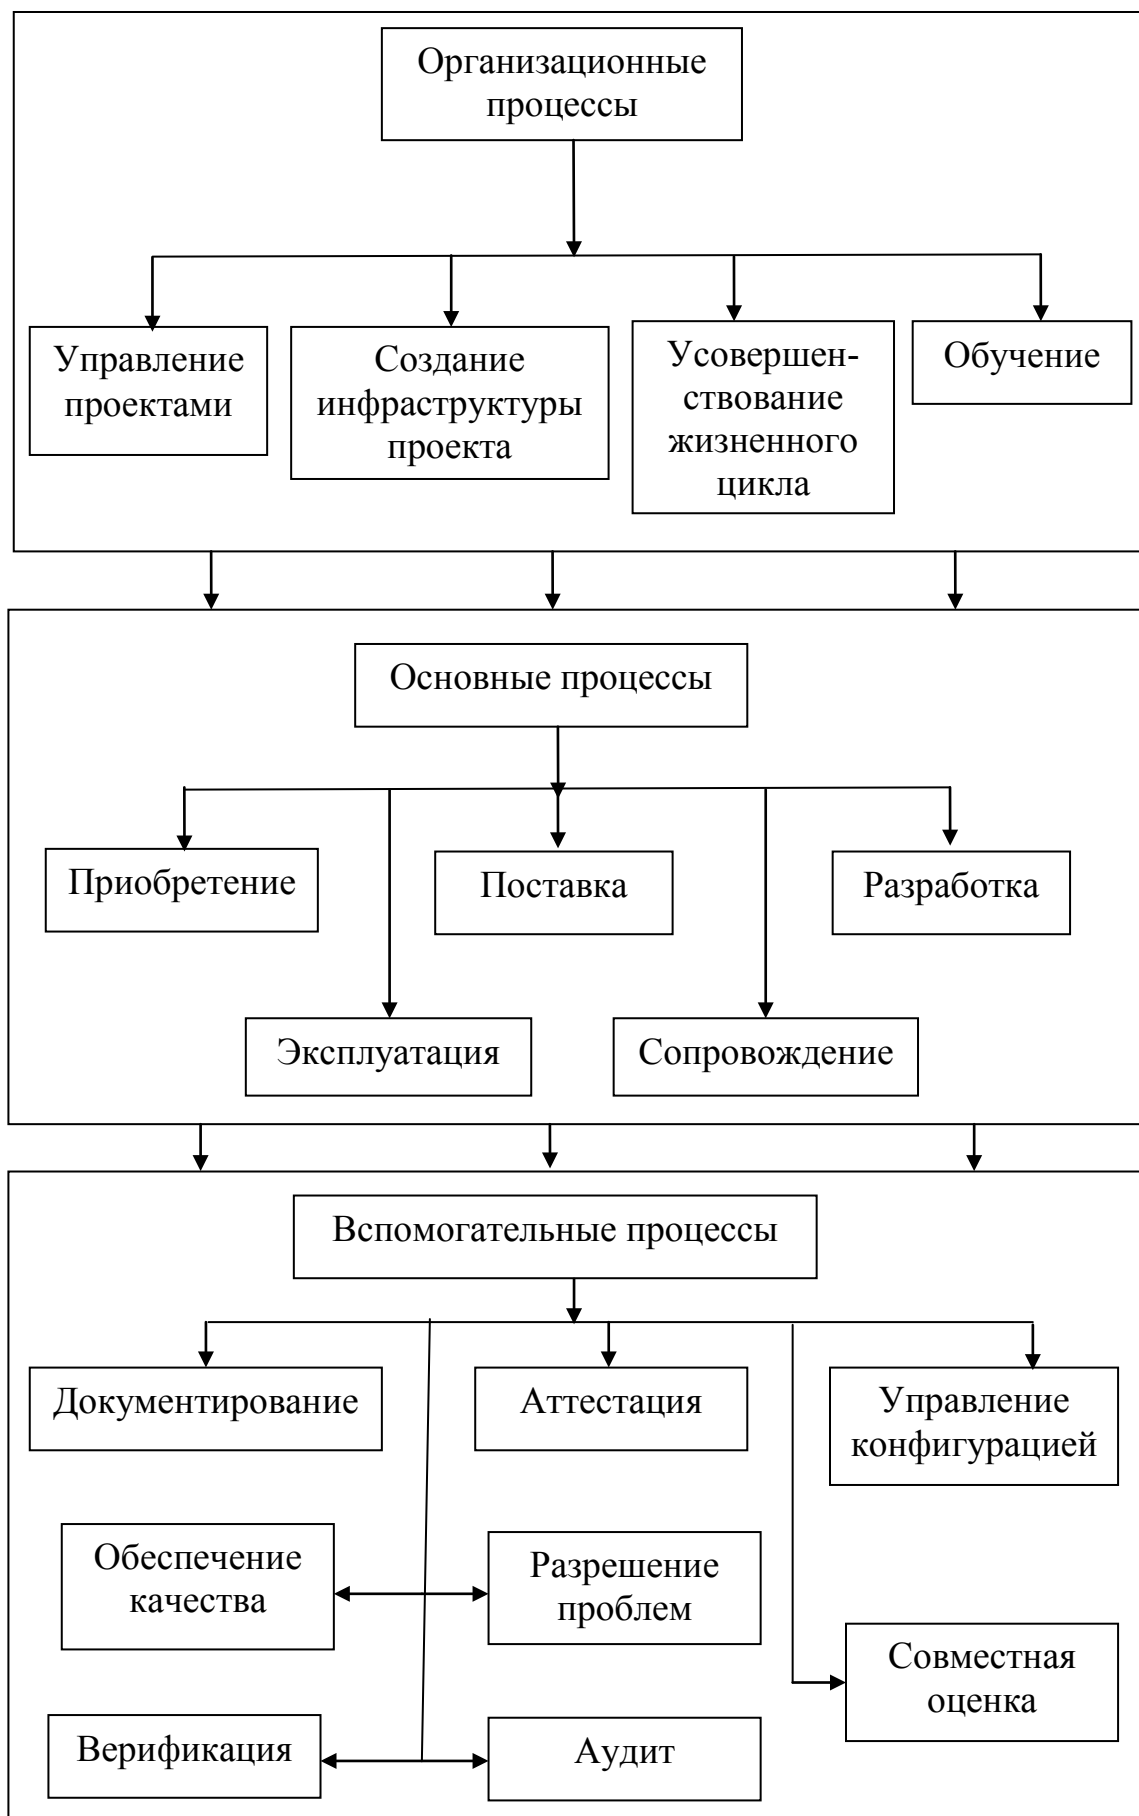 Организационные
процессы
Управление
проектами
Создание
инфраструктуры
проекта
Усовершен-
ствование
жизненного
цикла
Обучение
Основные процессы
Приобретение
Поставка
Разработка
Эксплуатация
Сопровождение
Вспомогательные процессы
Документирование
Аттестация
Управление
конфигурацией
Обеспечение
качества
Разрешение
проблем
Совместная
оценка
Верификация
Аудит